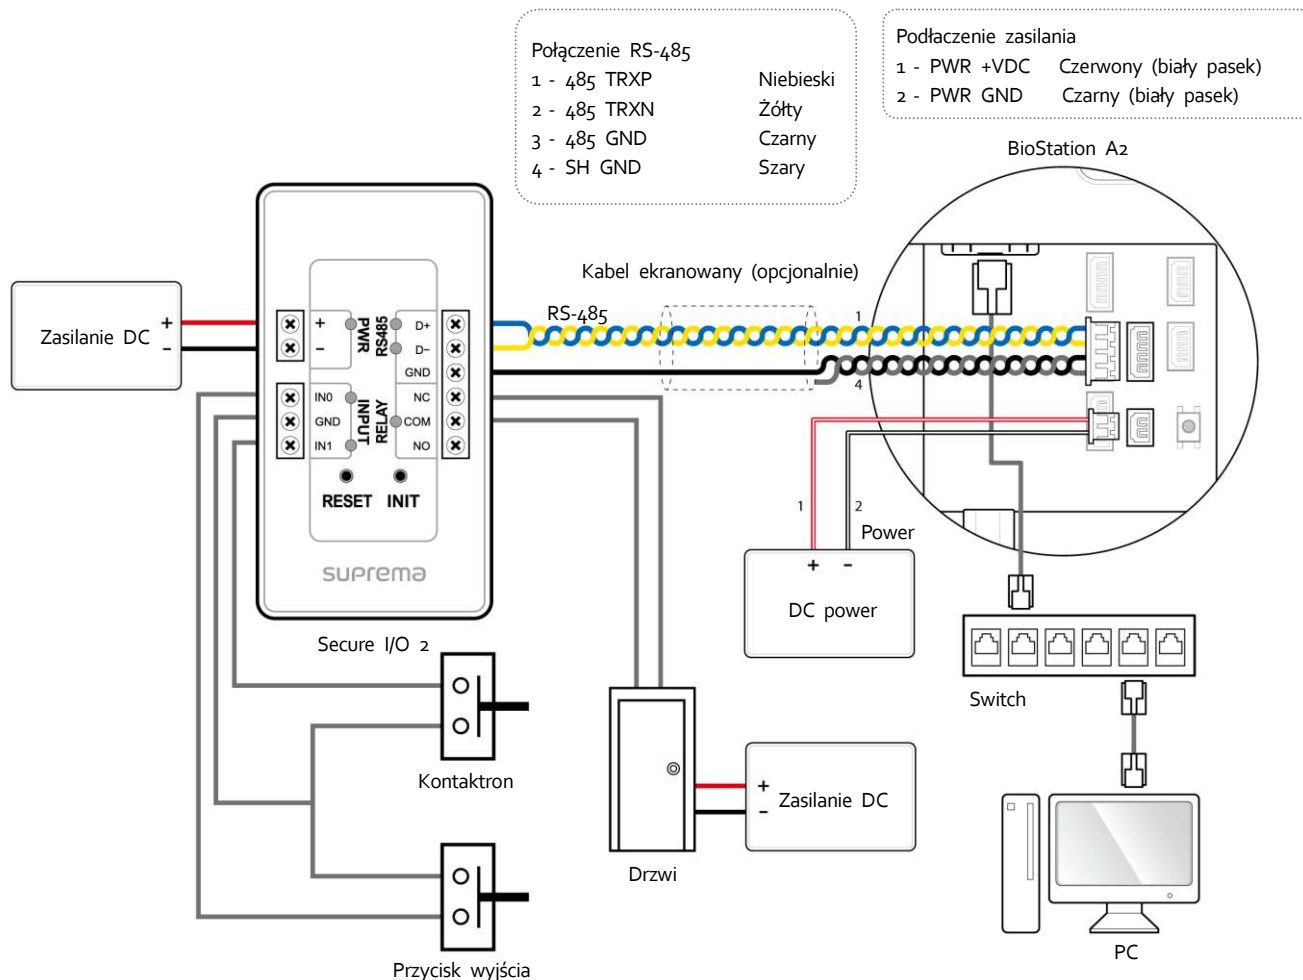 Połączenie RS-485
1 - 485 TRXP Niebieski
2 - 485 TRXN Żółty
3 - 485 GND Czarny
4 - SH GND Szary
Podłaczenie zasilania
1 - PWR +VDC Czerwony (biały pasek)
2 - PWR GND Czarny (biały pasek)
BioStation A2
Kabel ekranowany (opcjonalnie)
RS-485
1
4
Zasilanie DC
+
-
+
-
PWR
RS485
D+
D-
GND
IN0
GND
IN1
INPUT
RELAY
NC
COM
NO
RESET INIT
suprema
Secure I/O 2
1
2
Power
+ -
DC power
Switch
Kontaktron
Drzwi
+
-
Zasilanie DC
Przycisk wyjścia
PC